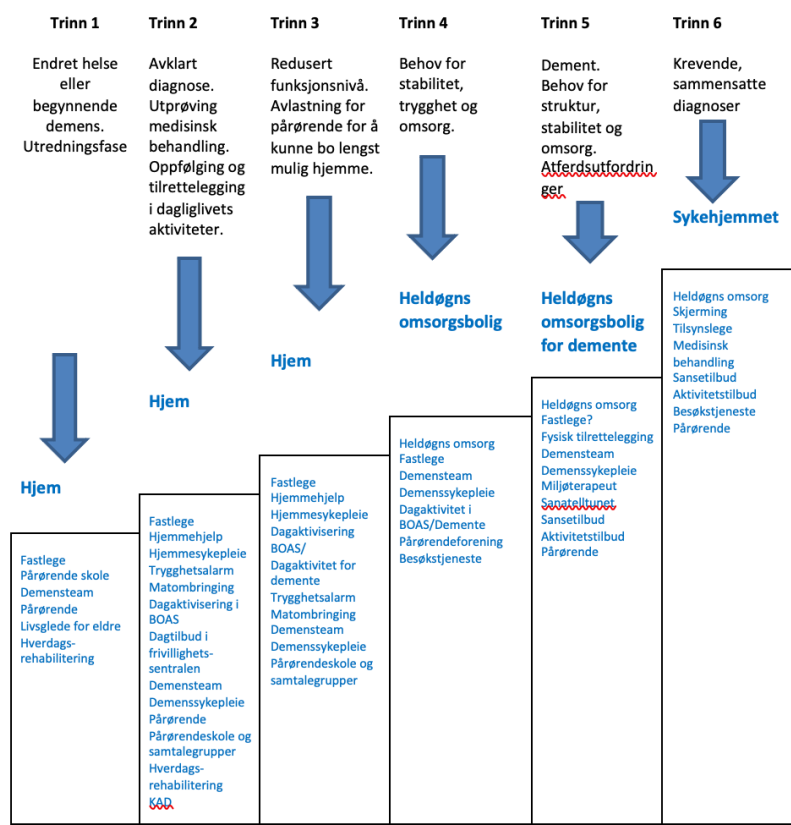 Trinn 1
Endret helse
eller
begynnende
demens.
Utredningsfase
Hjem
Fastlege
Pårørende skole
Demensteam
Pårørende
Livsglede for eldre
Hverdags-
rehabilitering
Trinn 2
Avklart
diagnose.
Utprøving
medisinsk
behandling.
Oppfølging og
tilrettelegging
i dagliglivets
aktiviteter.
Hjem
Fastlege
Hjemmehjelp
Hjemmesykepleie
Trygghetsalarm
Matombringing
Dagaktivisering i
BOAS
Dagtilbud i
frivillighets-
sentralen
Demensteam
Demenssykepleie
Pårørende
Pårørendeskole og
samtalegrupper
Hverdags-
rehabilitering
KAD
Trinn 3
Redusert
funksjonsnivå.
Avlastning for
pårørende for å
kunne bo lengst
mulig hjemme.
Hjem
Fastlege
Hjemmehjelp
Hjemmesykepleie
Dagaktivisering
BOAS/
Dagaktivitet for
demente
Trygghetsalarm
Matombringing
Demensteam
Demenssykepleie
Pårørendeskole og
samtalegrupper
Trinn 4
Behov for
stabilitet,
trygghet og
omsorg.
Heldøgns
omsorgsbolig
Heldøgns omsorg
Fastlege
Demensteam
Demenssykepleie
Dagaktivitet i
BOAS/Demente
Pårørendeforening
Besøkstjeneste
Trinn 5
Dement.
Behov for
struktur,
stabilitet og
omsorg.
Atferdsutfordrin
ger
Heldøgns
omsorgsbolig
for demente
Heldøgns omsorg
Fastlege?
Fysisk tilrettelegging
Demensteam
Demenssykepleie
Miljøterapeut
Sanatelltunet
Sansetilbud
Aktivitetstilbud
Pårørende
Trinn 6
Krevende,
sammensatte
diagnoser
Sykehjemmet
Heldøgns omsorg
Skjerming
Tilsynslege
Medisinsk
behandling
Sansetilbud
Aktivitetstilbud
Besøkstjeneste
Pårørende